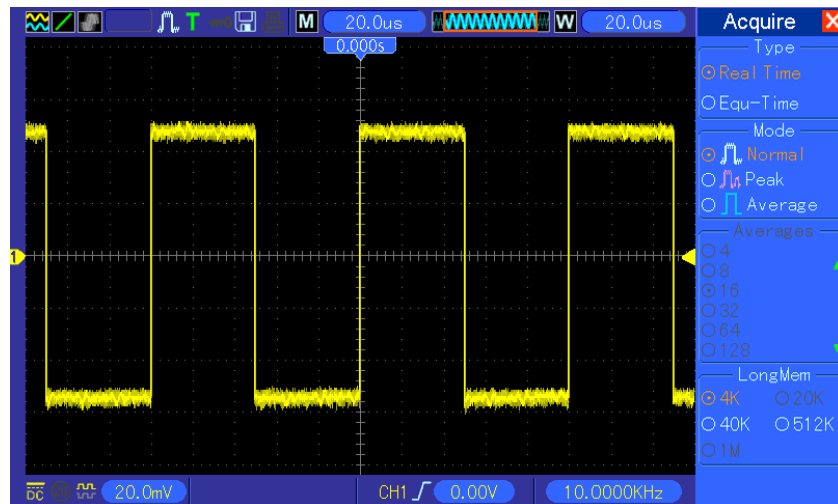 T M 20.0us W 20.0us
0.000s
1
Acquire
Type
Real Time
Equ-Time
Mode
Normal
Peak
Average
Averages
4
8
16
32
64
128
LongMem
4K 20K
40K 512K
1M
DC 20.0mV CH1 0.00V 10.0000KHz